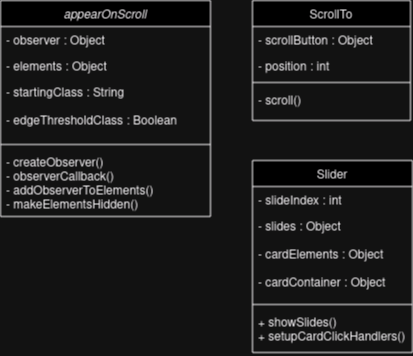 appearOnScroll
- observer : Object
- elements : Object
- startingClass : String
- edgeThresholdClass : Boolean
- createObserver()
- observerCallback()
- addObserverToElements()
- makeElementsHidden()
ScrollTo
- scrollButton : Object
- position : int
- scroll()
Slider
- slideIndex : int
- slides : Object
- cardElements : Object
- cardContainer : Object
+ showSlides()
+ setupCardClickHandlers()